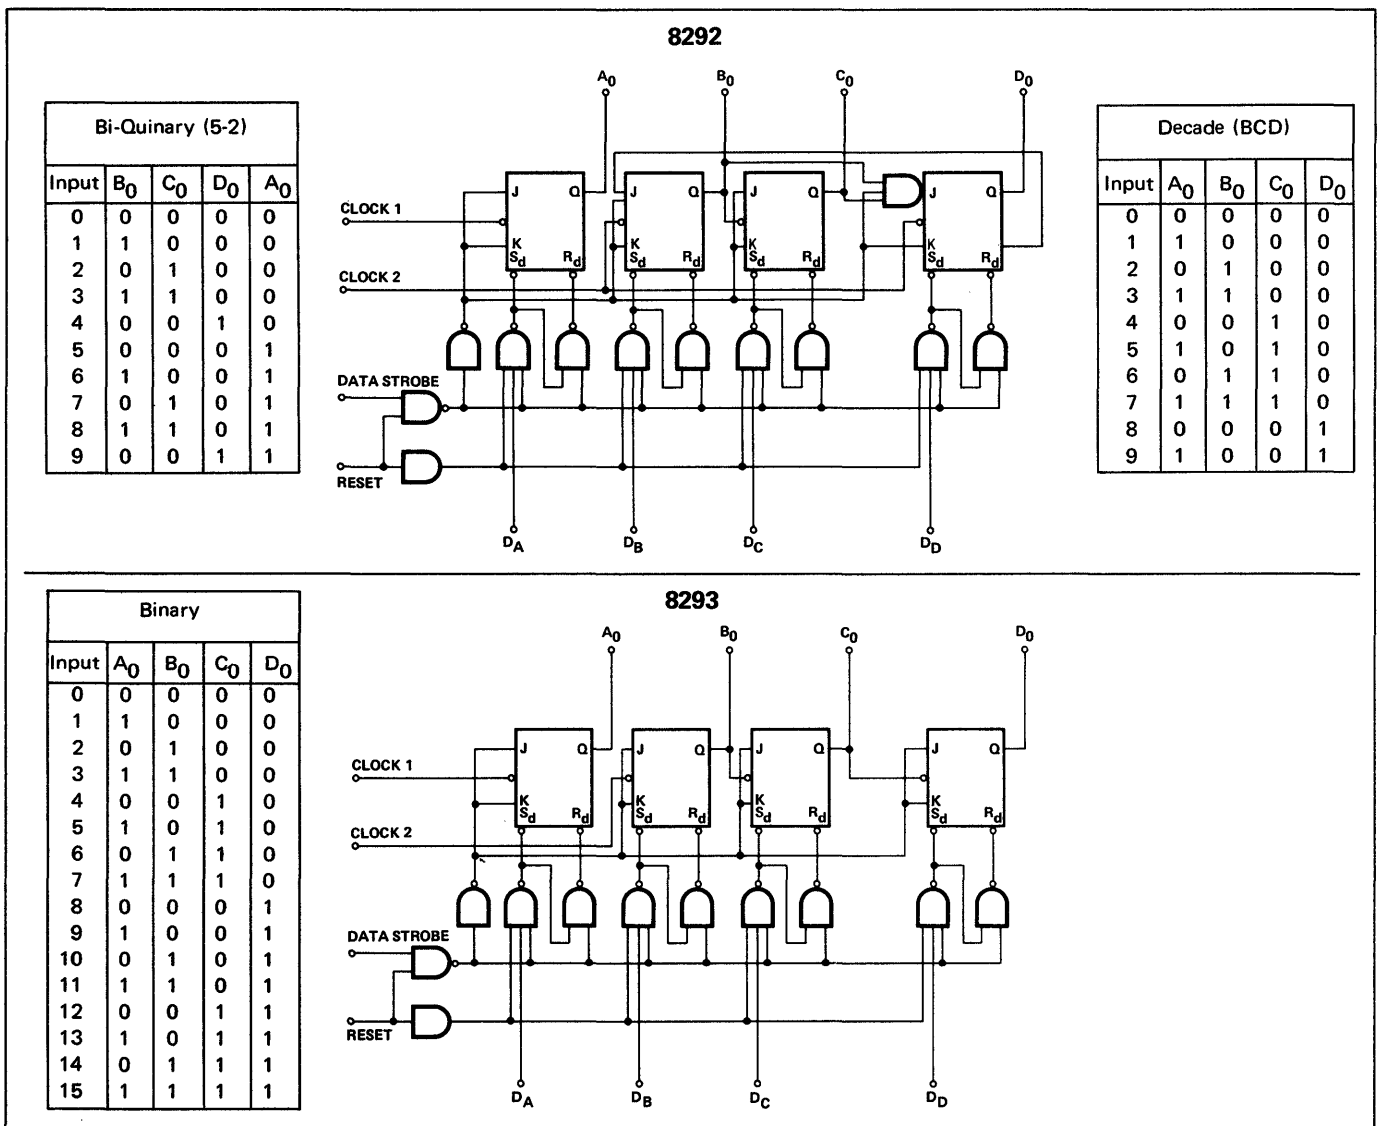 8292
Bi-Quinary (5-2)
Input B0 C0 D0 A0
0 0 0 0 0
1 1 0 0 0
2 0 1 0 0
3 1 1 0 0
4 0 0 1 0
5 0 0 0 1
6 1 0 0 1
7 0 1 0 1
8 1 1 0 1
9 0 0 1 1
A0 B0 C0 D0
J Q J Q J Q J Q
CLOCK 1
K K K K
Sd Rd Sd Rd Sd Rd Sd Rd
CLOCK 2
DATA STROBE
RESET
DA DB DC DD
Decade (BCD)
Input A0 B0 C0 D0
0 0 0 0 0
1 1 0 0 0
2 0 1 0 0
3 1 1 0 0
4 0 0 1 0
5 1 0 1 0
6 0 1 1 0
7 1 1 1 0
8 0 0 0 1
9 1 0 0 1
8293
Binary
Input A0 B0 C0 D0
0 0 0 0 0
1 1 0 0 0
2 0 1 0 0
3 1 1 0 0
4 0 0 1 0
5 1 0 1 0
6 0 1 1 0
7 1 1 1 0
8 0 0 0 1
9 1 0 0 1
10 0 1 0 1
11 1 1 0 1
12 0 0 1 1
13 1 0 1 1
14 0 1 1 1
15 1 1 1 1
A0 B0 C0 D0
J Q J Q J Q J Q
CLOCK 1
K K K K
Sd Rd Sd Rd Sd Rd Sd Rd
CLOCK 2
DATA STROBE
RESET
DA DB DC DD